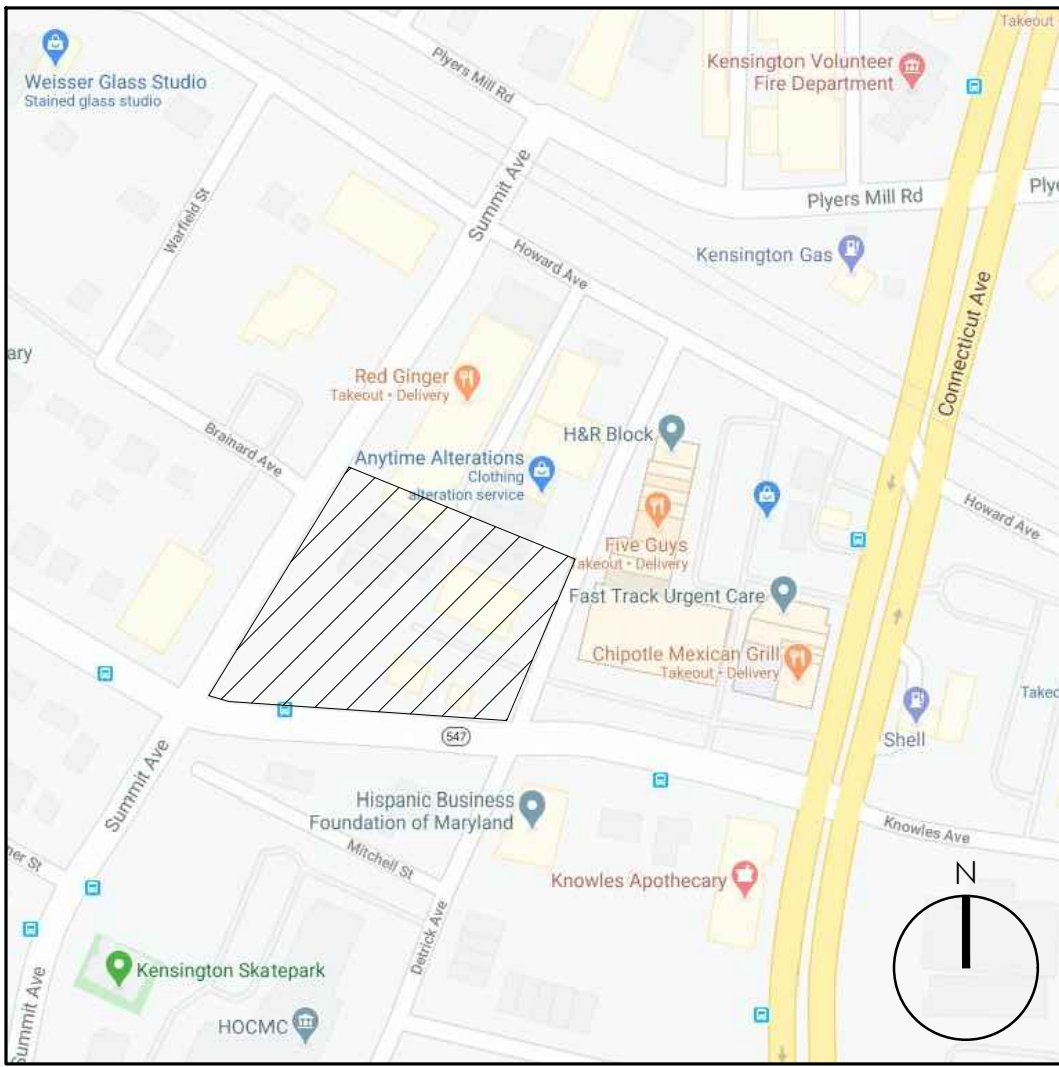 Takeout
Weisser Glass Studio
Stained glass studio
Plyers Mill Rd
Kensington Volunteer
Fire Department
Summit Ave
Warfield St
Plyers Mill Rd
Plye
Howard Ave
Kensington Gas
Connecticut Ave
ary
Red Ginger
Takeout • Delivery
Brainard Ave
H&R Block
Anytime Alterations
Clothing
alteration service
Howard Ave
Five Guys
akeout • Delivery
Fast Track Urgent Care
Chipotle Mexican Grill
Takeout • Delivery
Takeo
547
Shell
Summit Ave
Hispanic Business
Foundation of Maryland
Knowles Ave
Mitchell St
ner St
Knowles Apothecary
N
Detrick Ave
Kensington Skatepark
Summit Ave
HOCMC